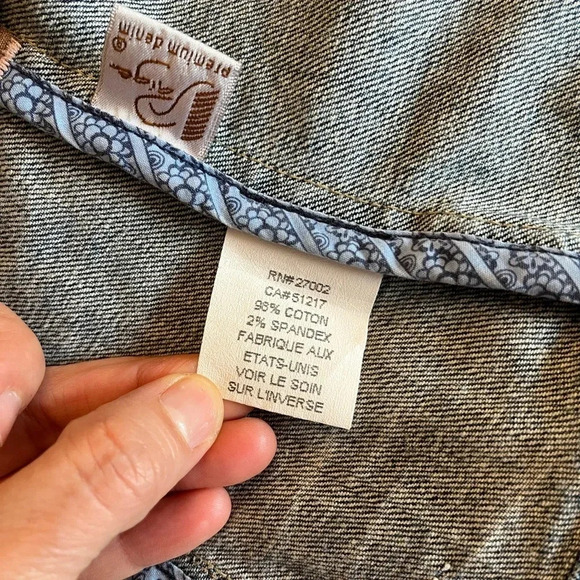 premium denim
®
RN#27002
CA#51217
98% COTON
2% SPANDEX
FABRIQUE AUX
ETATS-UNIS
VOIR LE SOIN
SUR L'INVERSE